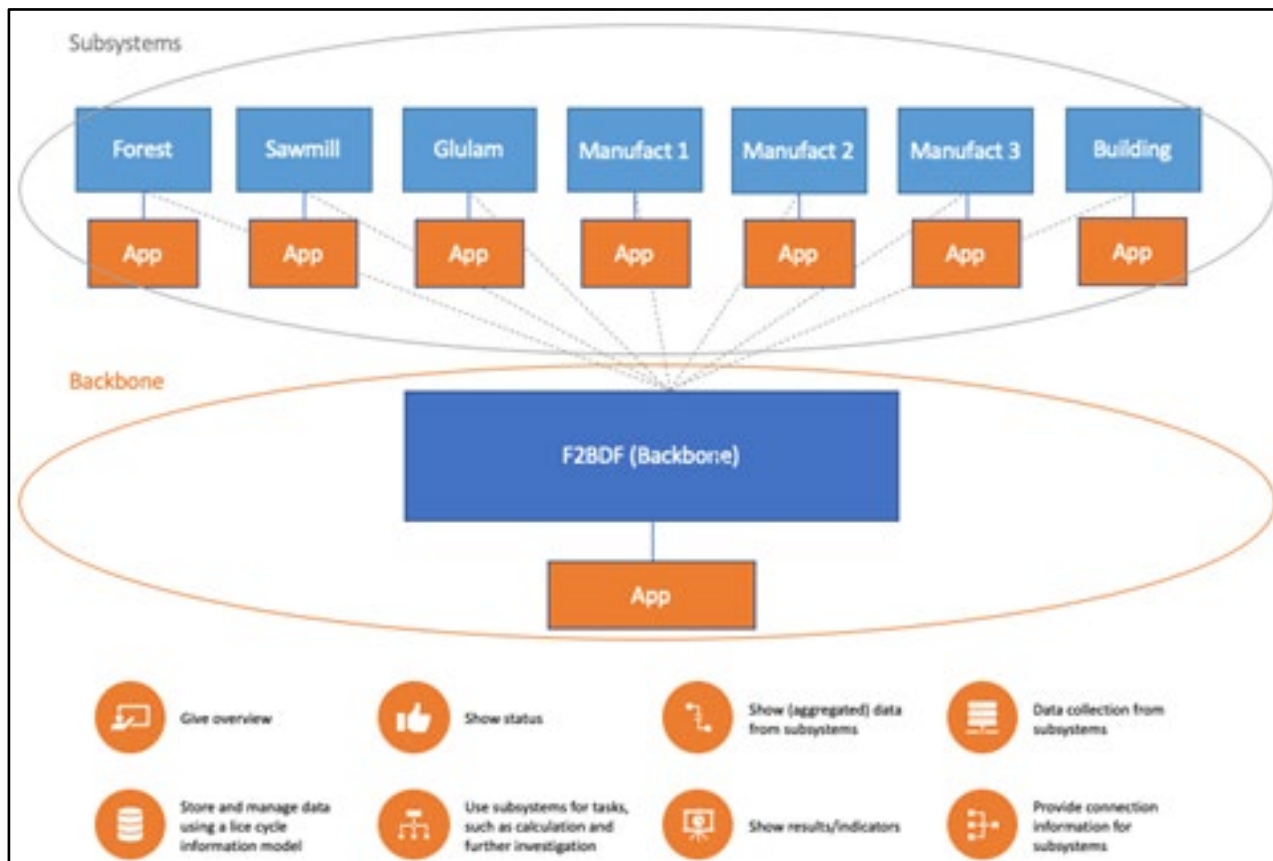 Subsystems
Forest
Sawmill
Glulam
Manufact 1
Manufact 2
Manufact 3
Building
App
App
App
App
App
App
App
Backbone
F2BDF (Backbone)
App
Give overview
Show status
Show (aggregated) data
from subsystems
Data collection from
subsystems
Store and manage data
using a lice cycle
information model
Use subsystems for tasks,
such as calculation and
further investigation
Show results/indicators
Provide connection
information for
subsystems